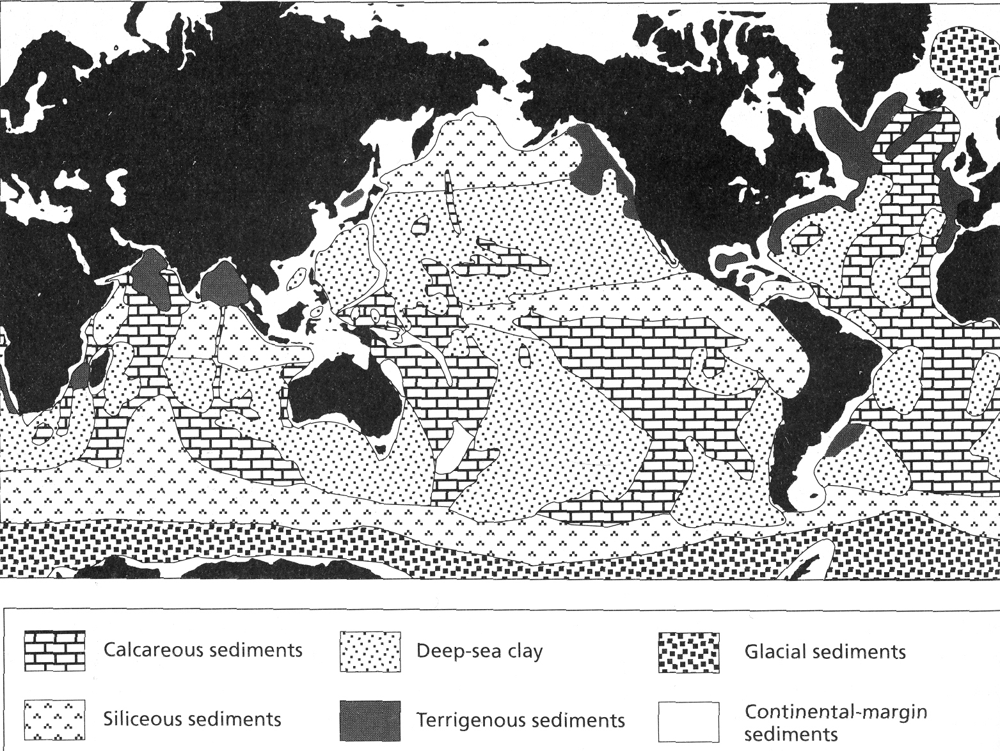 Calcareous sediments
Deep-sea clay
Glacial sediments
Siliceous sediments
Terrigenous sediments
Continental-margin
sediments